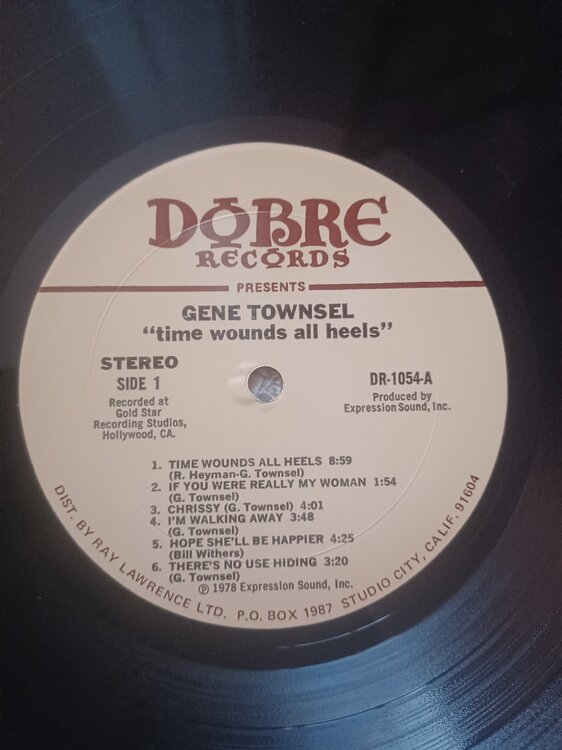 DOBRE
RECORDS
PRESENTS
GENE TOWNSEL
"time wounds all heels"
STEREO
SIDE 1
Recorded at
Gold Star
Recording Studios,
Hollywood, CA.
DR-1054-A
Produced by
Expression Sound, Inc.
1. TIME WOUNDS ALL HEELS 8:59
(R. Heyman-G. Townsel)
2. IF YOU WERE REALLY MY WOMAN 1:54
(G. Townsel)
3. CHRISSY (G. Townsel) 4:01
4. I'M WALKING AWAY 3:48
(G. Townsel)
5. HOPE SHE'LL BE HAPPIER 4:25
(Bill Withers)
6. THERE'S NO USE HIDING 3:20
(G. Townsel)
℗ 1978 Expression Sound, Inc.
DIST. BY RAY LAWRENCE LTD. P.O. BOX 1987 STUDIO CITY, CALIF. 91604